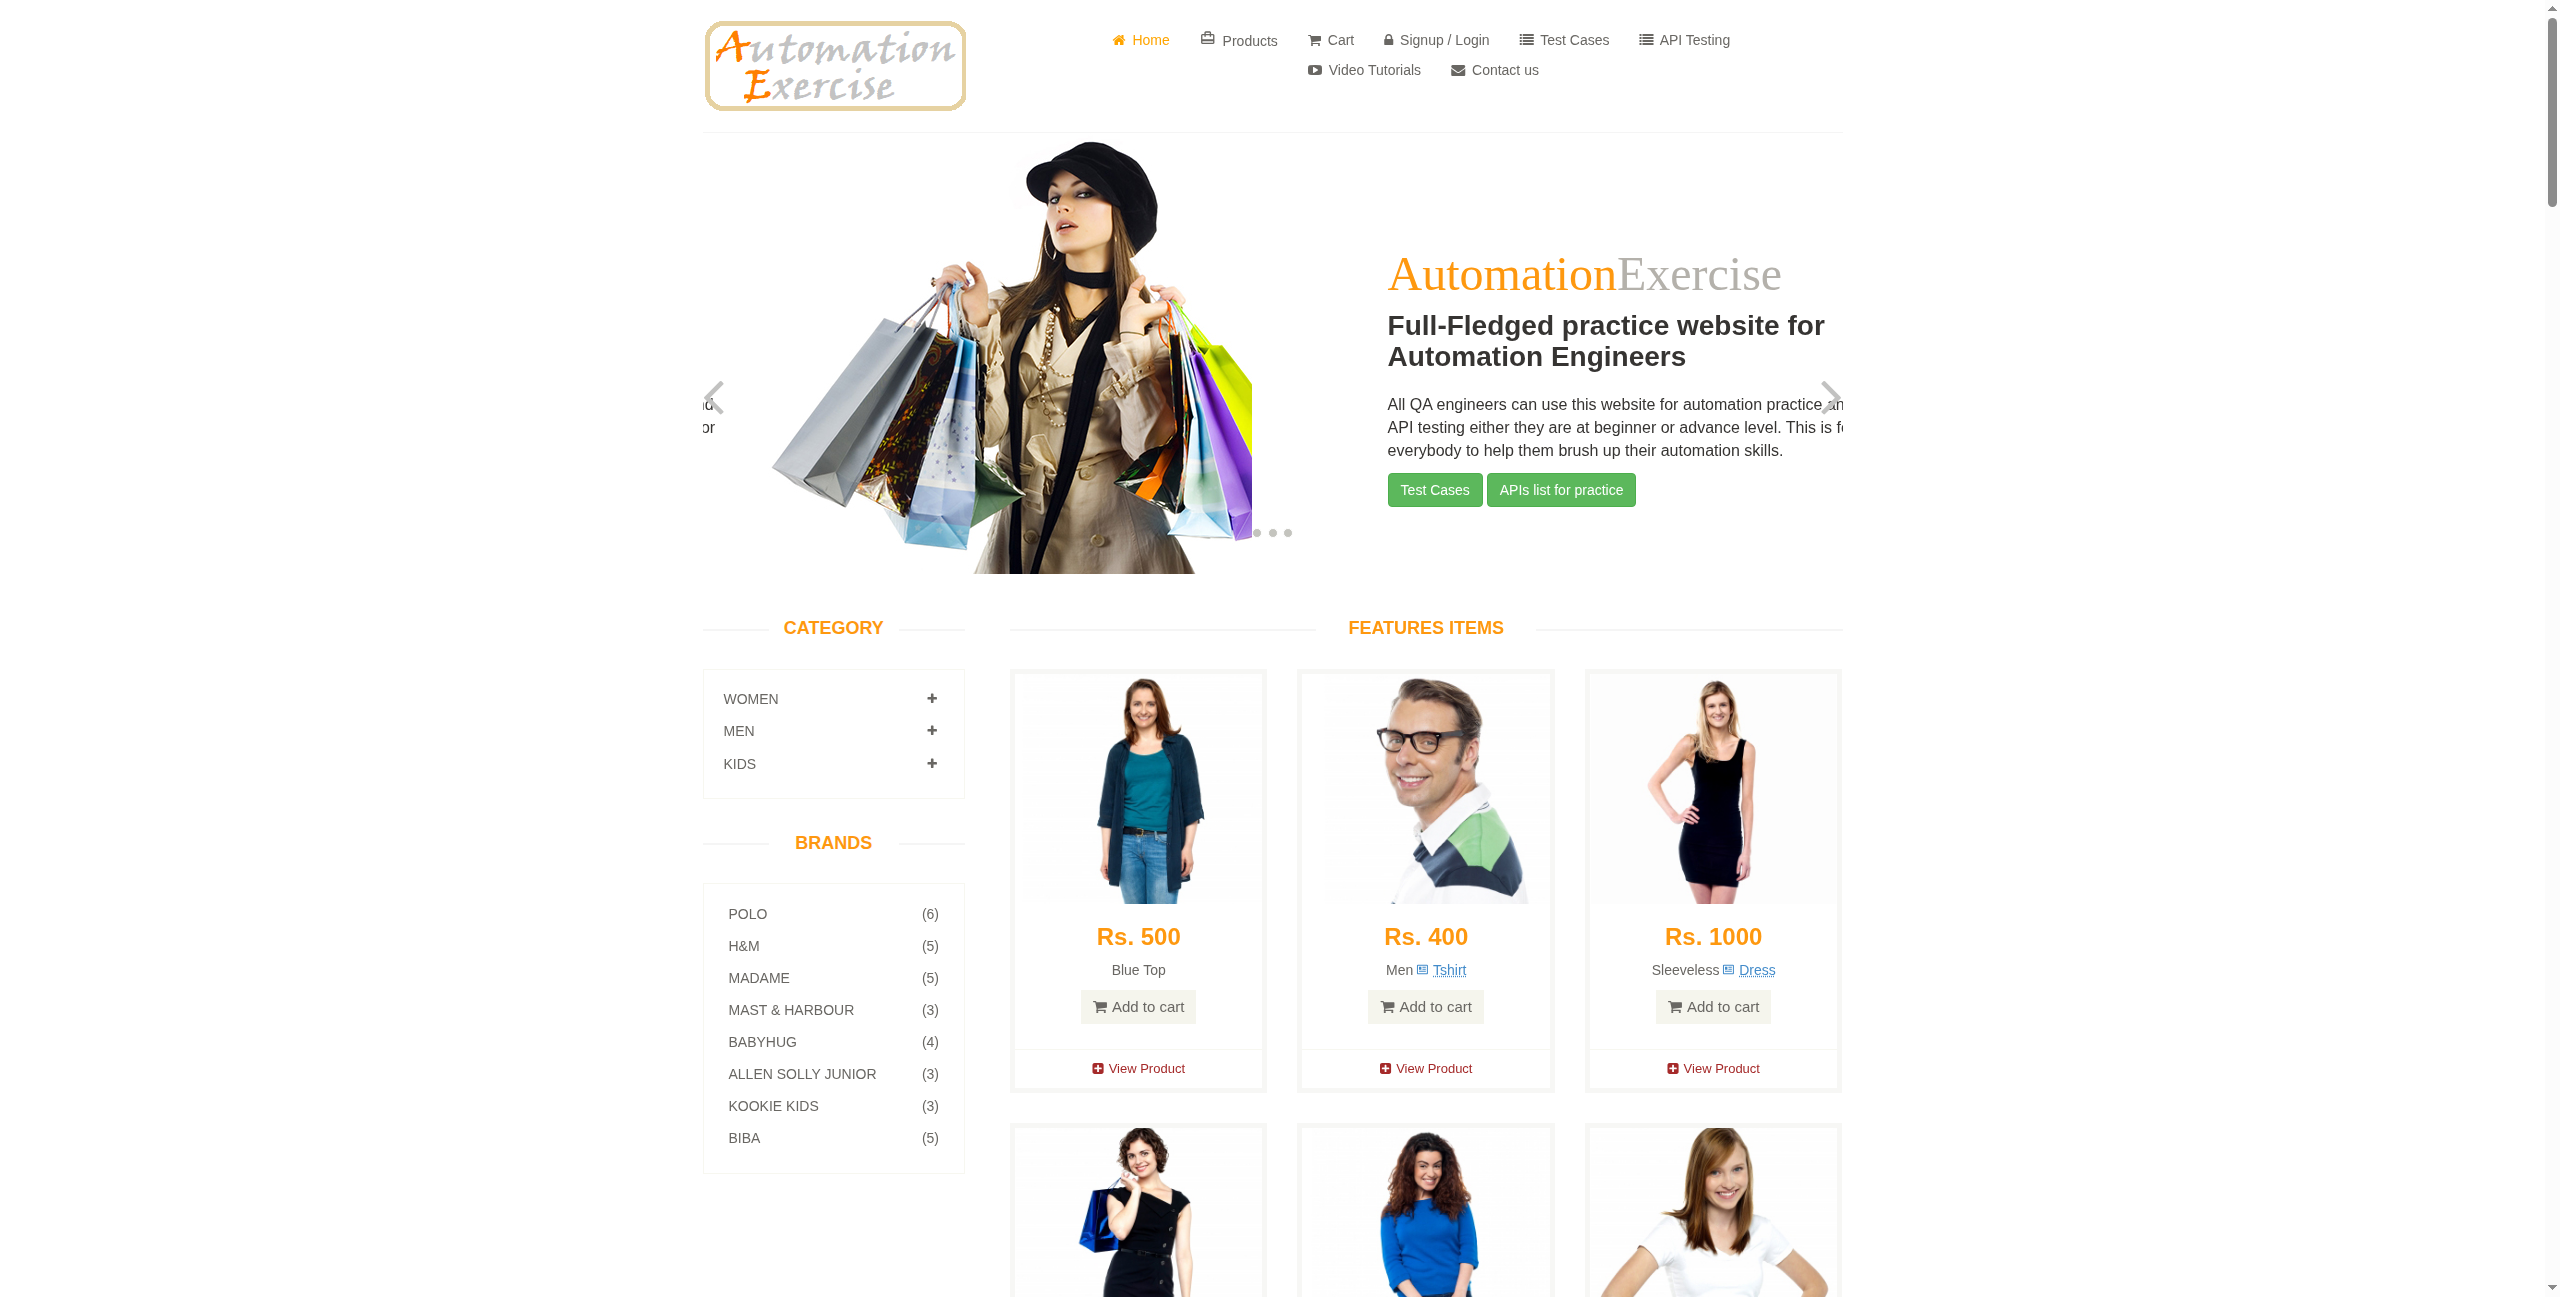 Automation
Exercise
Home
Products
Cart
Signup / Login
Test Cases
API Testing
Video Tutorials
Contact us
AutomationExercise
Full-Fledged practice website for
Automation Engineers
All QA engineers can use this website for automation practice an
API testing either they are at beginner or advance level. This is f
everybody to help them brush up their automation skills.
or
Test Cases
APIs list for practice
CATEGORY
WOMEN
MEN
KIDS
BRANDS
POLO (6)
H&M (5)
MADAME (5)
MAST & HARBOUR (3)
BABYHUG (4)
ALLEN SOLLY JUNIOR (3)
KOOKIE KIDS (3)
BIBA (5)
FEATURES ITEMS
Rs. 500
Blue Top
Add to cart
View Product
Rs. 400
Men Tshirt
Add to cart
View Product
Rs. 1000
Sleeveless Dress
Add to cart
View Product